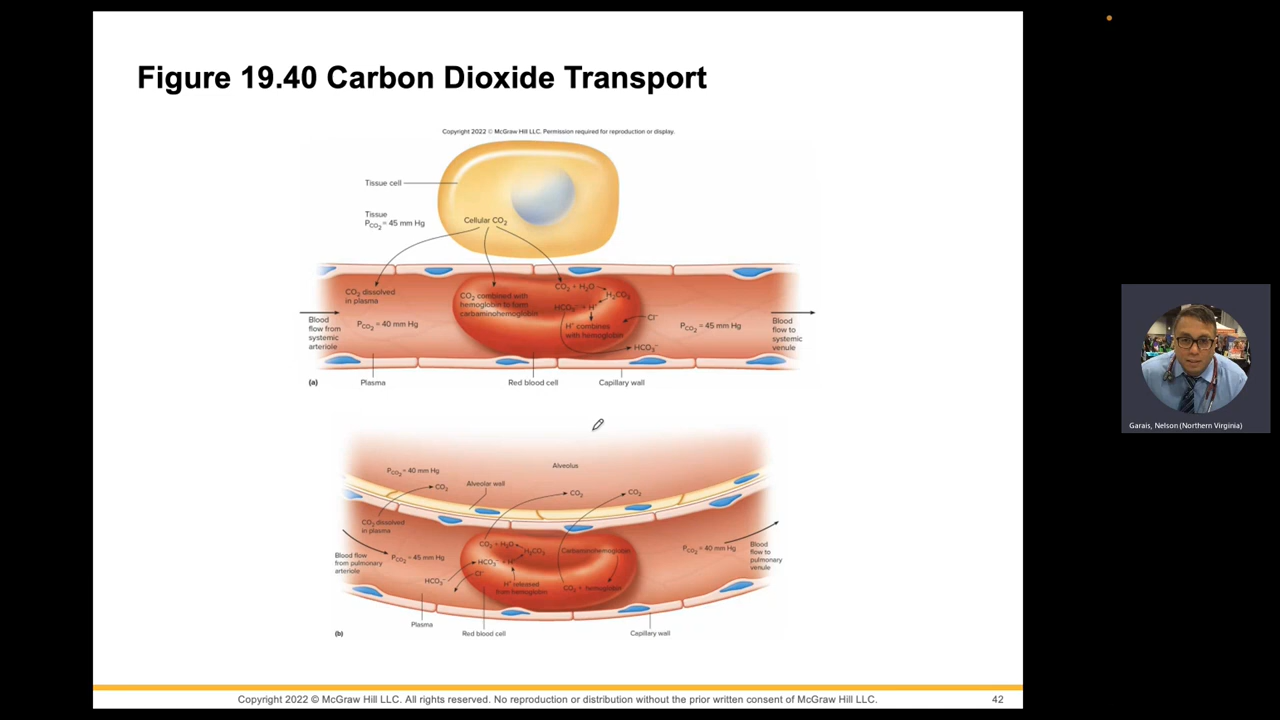 Figure 19.40 Carbon Dioxide Transport
Copyright 2022 © McGraw Hill LLC. Permission required for reproduction or display.
Tissue cell
Tissue
PCO2 = 45 mm Hg
Cellular CO2
CO2 dissolved
in plasma
PCO2 = 40 mm Hg
Blood
flow from
systemic
arteriole
CO2 combined with
hemoglobin to form
carbaminohemoglobin
CO2 + H2O
H2CO3
HCO3− + H+
H+ combines
with hemoglobin
Cl−
HCO3−
PCO2 = 45 mm Hg
Blood
flow to
systemic
venule
(a)
Plasma
Red blood cell
Capillary wall
PCO2 = 40 mm Hg
Alveolus
CO2
Alveolar wall
CO2
CO2
CO2 dissolved
in plasma
Blood flow
from pulmonary
arteriole
PCO2 = 45 mm Hg
HCO3−
CO2 + H2O
H2CO3
HCO3− + H+
Cl−
H+ released
from hemoglobin
Carbaminohemoglobin
CO2 + hemoglobin
PCO2 = 40 mm Hg
Blood
flow to
pulmonary
venule
Plasma
(b)
Red blood cell
Capillary wall
Copyright 2022 © McGraw Hill LLC. All rights reserved. No reproduction or distribution without the prior written consent of McGraw Hill LLC.
42
Garais, Nelson (Northern Virginia)